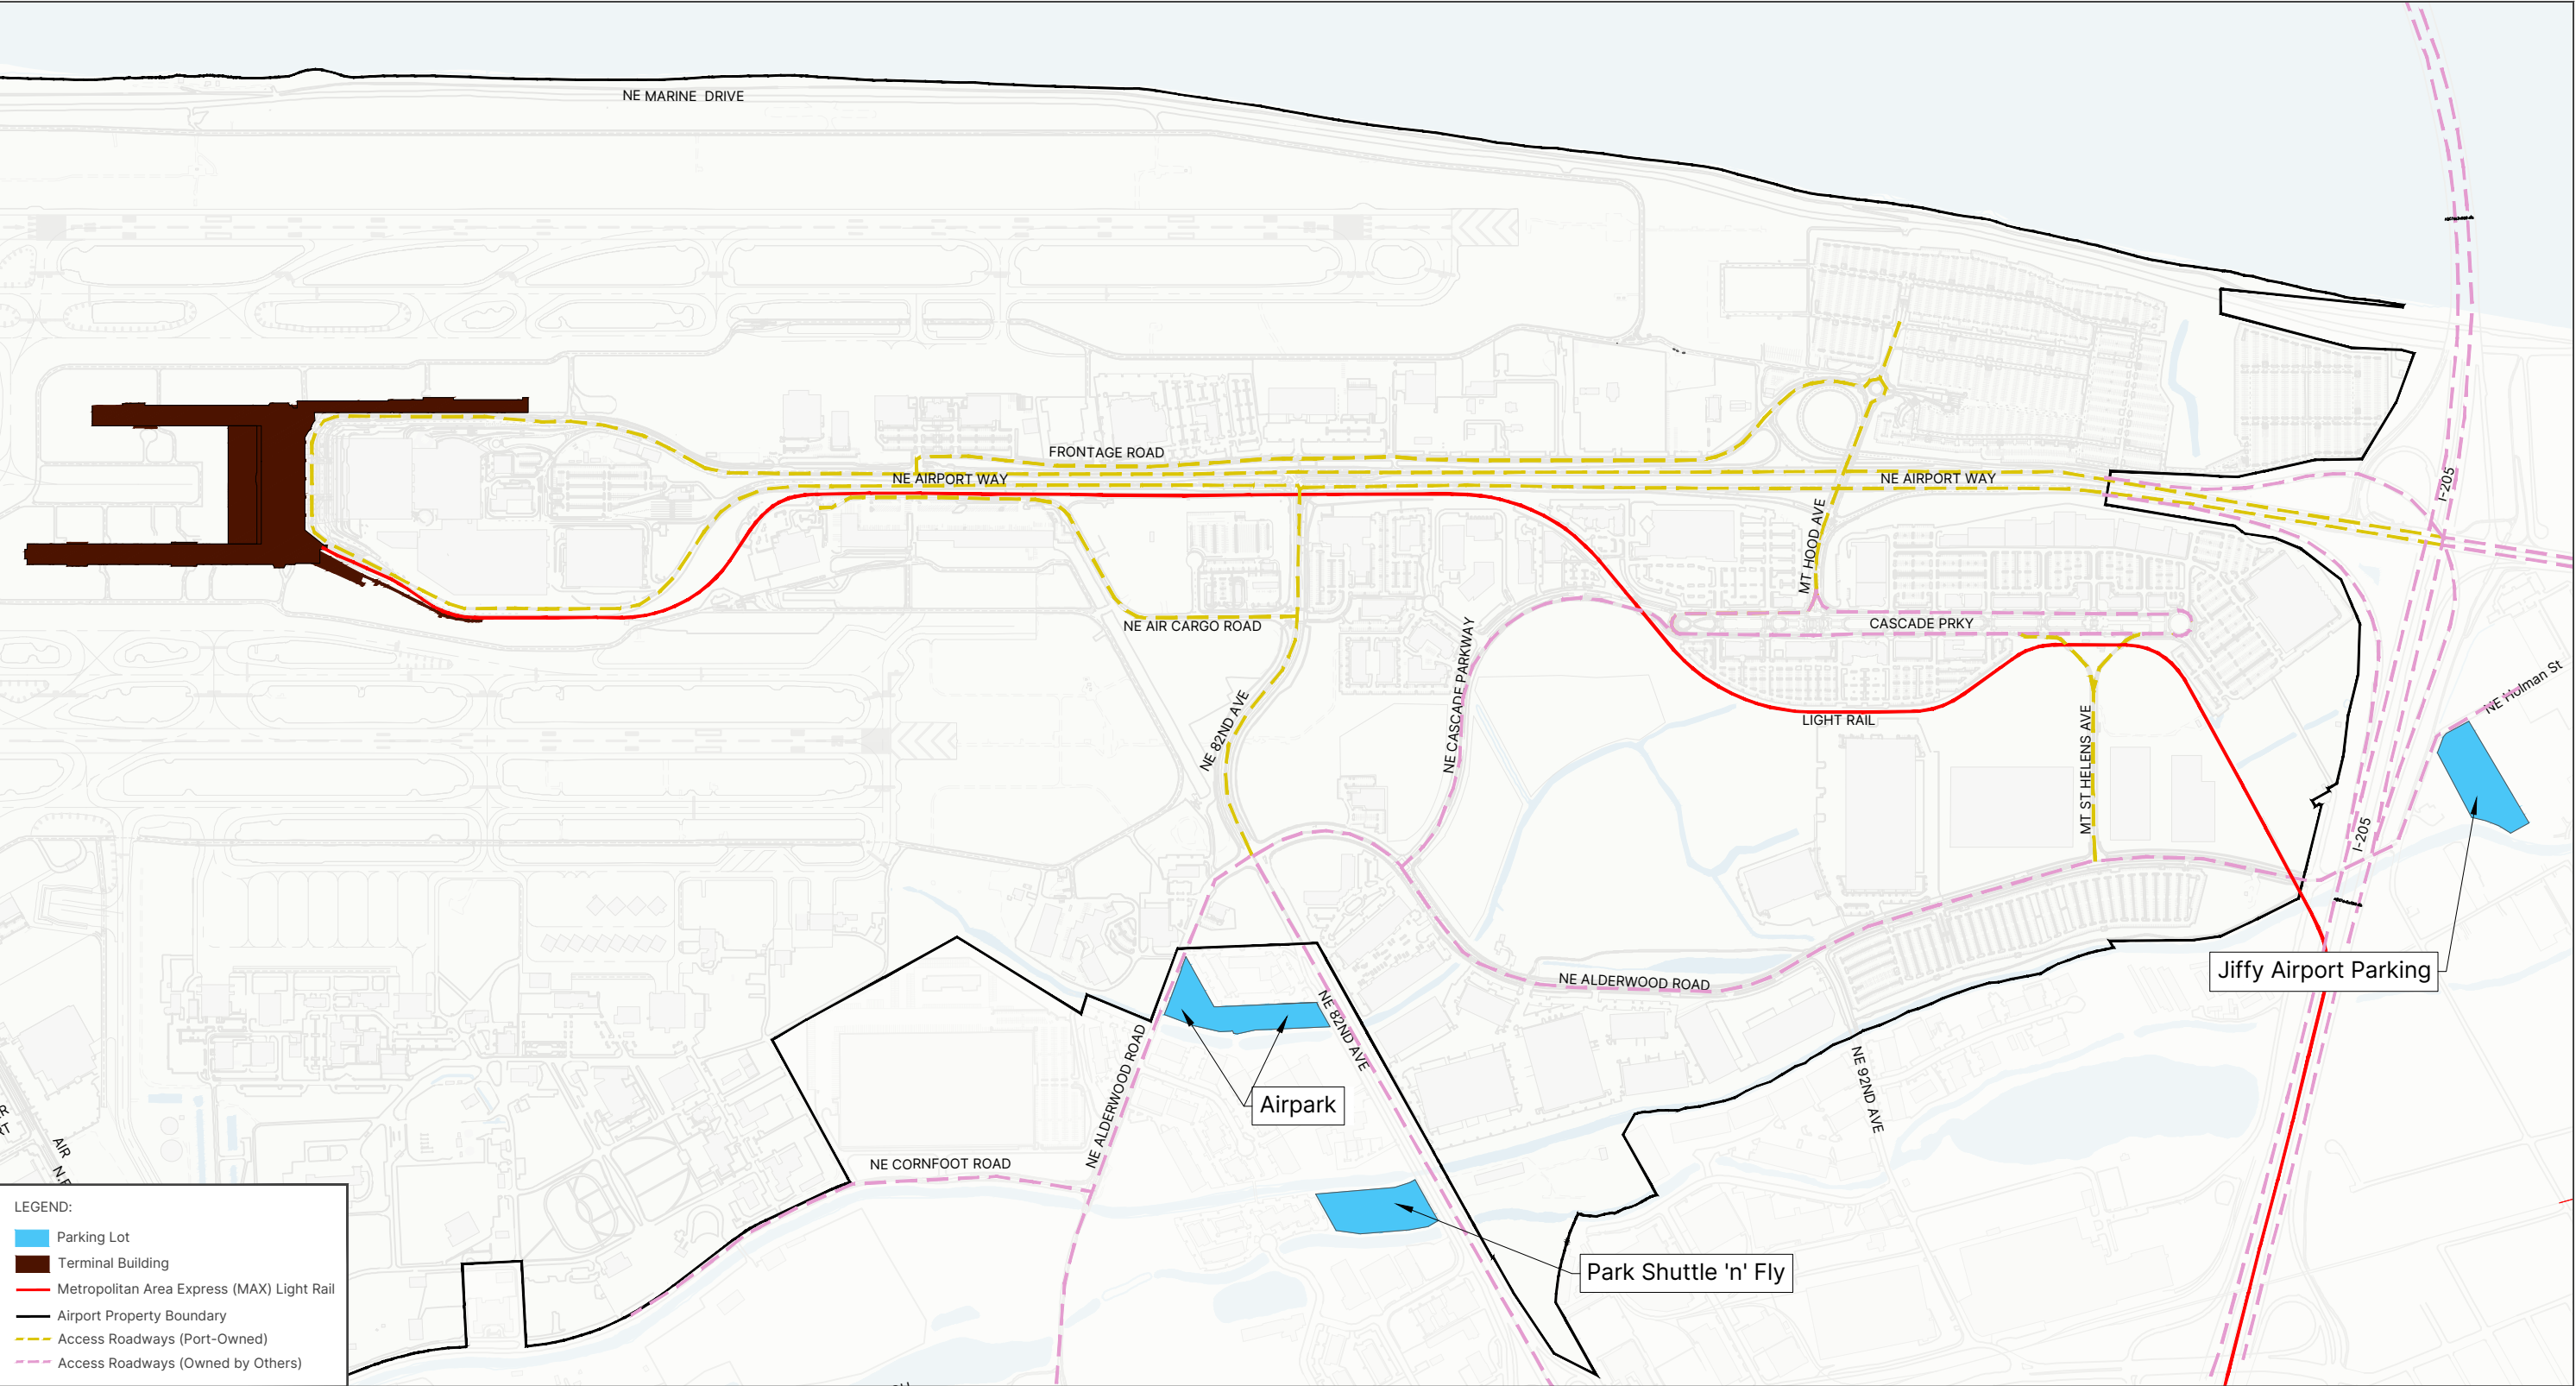 NE MARINE  DRIVE
FRONTAGE ROAD
NE AIRPORT WAY
NE AIRPORT WAY
I-205
MT HOOD AVE
NE AIR CARGO ROAD
CASCADE PRKY
NE CASCADE PARKWAY
NE 82ND AVE
NE Holman St
LIGHT RAIL
MT ST HELENS AVE
I-205
Jiffy Airport Parking
NE ALDERWOOD ROAD
NE 82ND AVE
NE ALDERWOOD ROAD
NE 92ND AVE
Airpark
AIR
NE CORNFOOT ROAD
Park Shuttle 'n' Fly
LEGEND:
Parking Lot
Terminal Building
Metropolitan Area Express (MAX) Light Rail
Airport Property Boundary
Access Roadways (Port-Owned)
Access Roadways (Owned by Others)